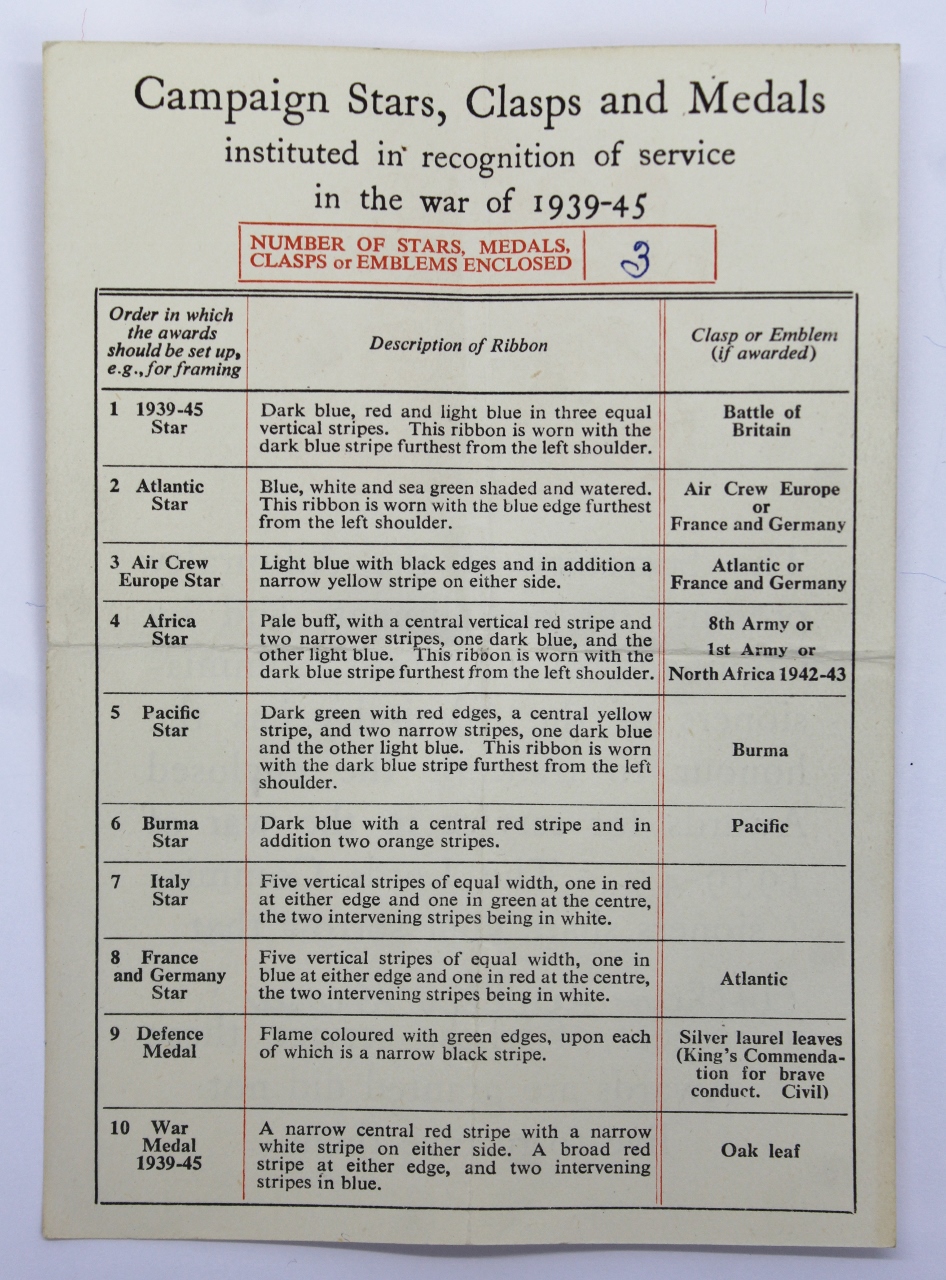 Campaign Stars, Clasps and Medals
instituted in recognition of service
in the war of 1939-45
NUMBER OF STARS, MEDALS,
CLASPS or EMBLEMS ENCLOSED
3
Order in which
the awards
should be set up,
e.g., for framing
Description of Ribbon
Clasp or Emblem
(if awarded)
1 1939-45
Star
Dark blue, red and light blue in three equal
vertical stripes. This ribbon is worn with the
dark blue stripe furthest from the left shoulder.
Battle of
Britain
2 Atlantic
Star
Blue, white and sea green shaded and watered.
This ribbon is worn with the blue edge furthest
from the left shoulder.
Air Crew Europe
or
France and Germany
3 Air Crew
Europe Star
Light blue with black edges and in addition a
narrow yellow stripe on either side.
Atlantic or
France and Germany
4 Africa
Star
Pale buff, with a central vertical red stripe and
two narrower stripes, one dark blue, and the
other light blue. This ribbon is worn with the
dark blue stripe furthest from the left shoulder.
8th Army or
1st Army or
North Africa 1942-43
5 Pacific
Star
Dark green with red edges, a central yellow
stripe, and two narrow stripes, one dark blue
and the other light blue. This ribbon is worn
with the dark blue stripe furthest from the left
shoulder.
Burma
6 Burma
Star
Dark blue with a central red stripe and in
addition two orange stripes.
Pacific
7 Italy
Star
Five vertical stripes of equal width, one in red
at either edge and one in green at the centre,
the two intervening stripes being in white.
8 France
and Germany
Star
Five vertical stripes of equal width, one in
blue at either edge and one in red at the centre,
the two intervening stripes being in white.
Atlantic
9 Defence
Medal
Flame coloured with green edges, upon each
of which is a narrow black stripe.
Silver laurel leaves
(King's Commenda-
tion for brave
conduct. Civil)
10 War
Medal
1939-45
A narrow central red stripe with a narrow
white stripe on either side. A broad red
stripe at either edge, and two intervening
stripes in blue.
Oak leaf